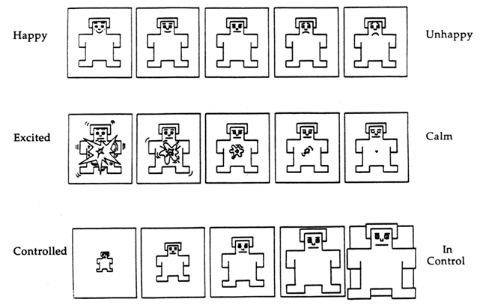 Happy
Unhappy
Excited
Calm
Controlled
In
Control